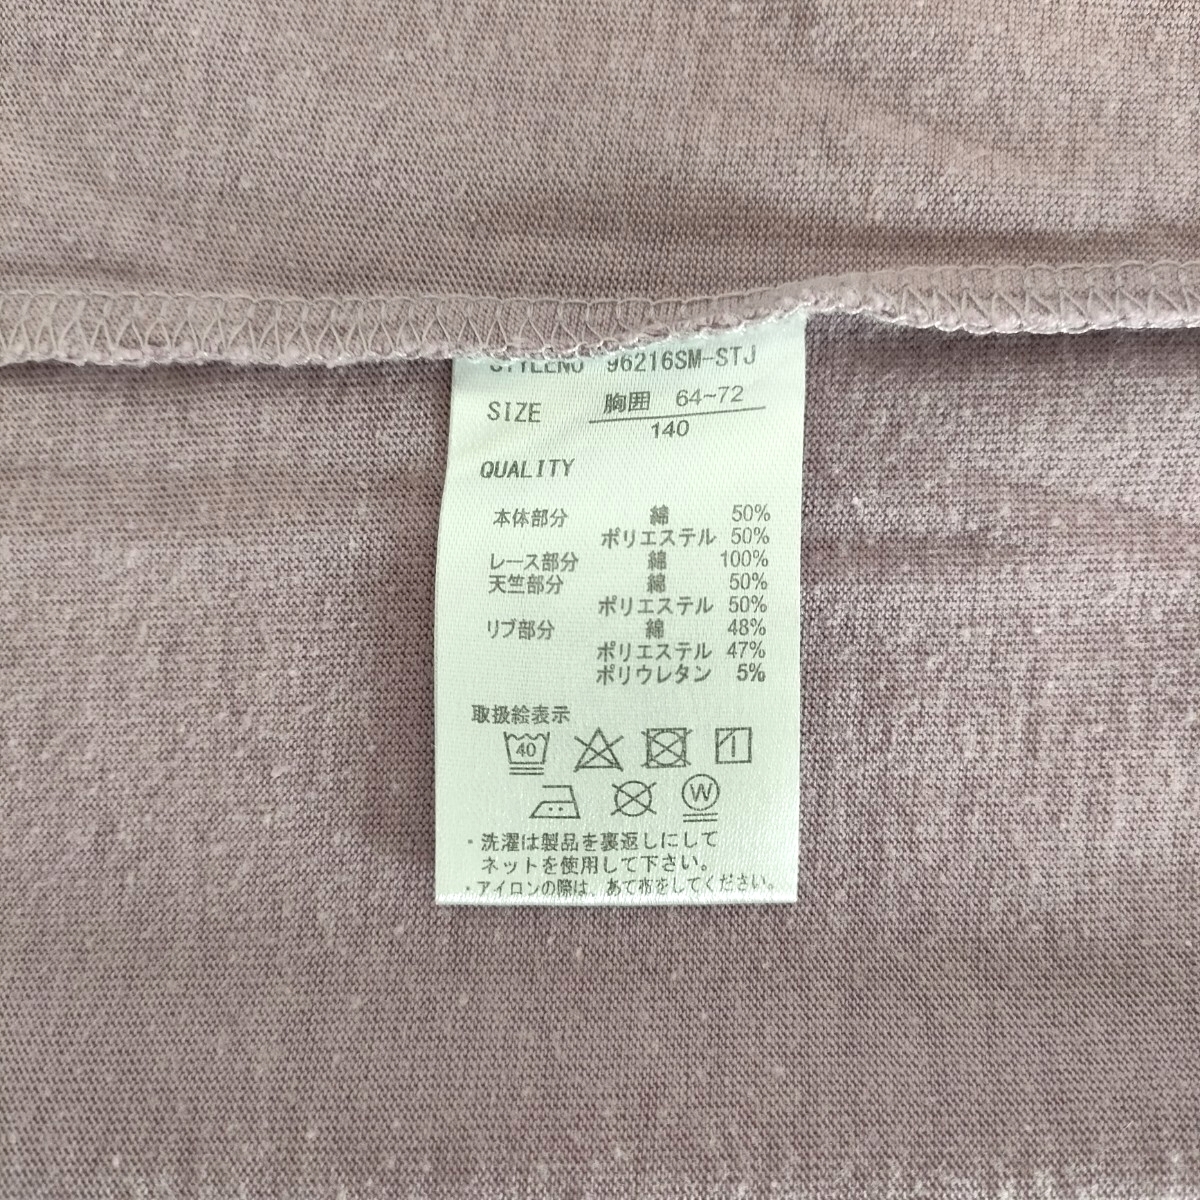 STYLENO 96216SM-STJ
SIZE 胸囲 64~72
140
QUALITY
本体部分 綿 50%
ポリエステル 50%
レース部分 綿 100%
天竺部分 綿 50%
ポリエステル 50%
リブ部分 綿 48%
ポリエステル 47%
ポリウレタン 5%
取扱絵表示
40
W
・洗濯は製品を裏返しにして
ネットを使用して下さい。
・アイロンの際は、あて布をしてください。